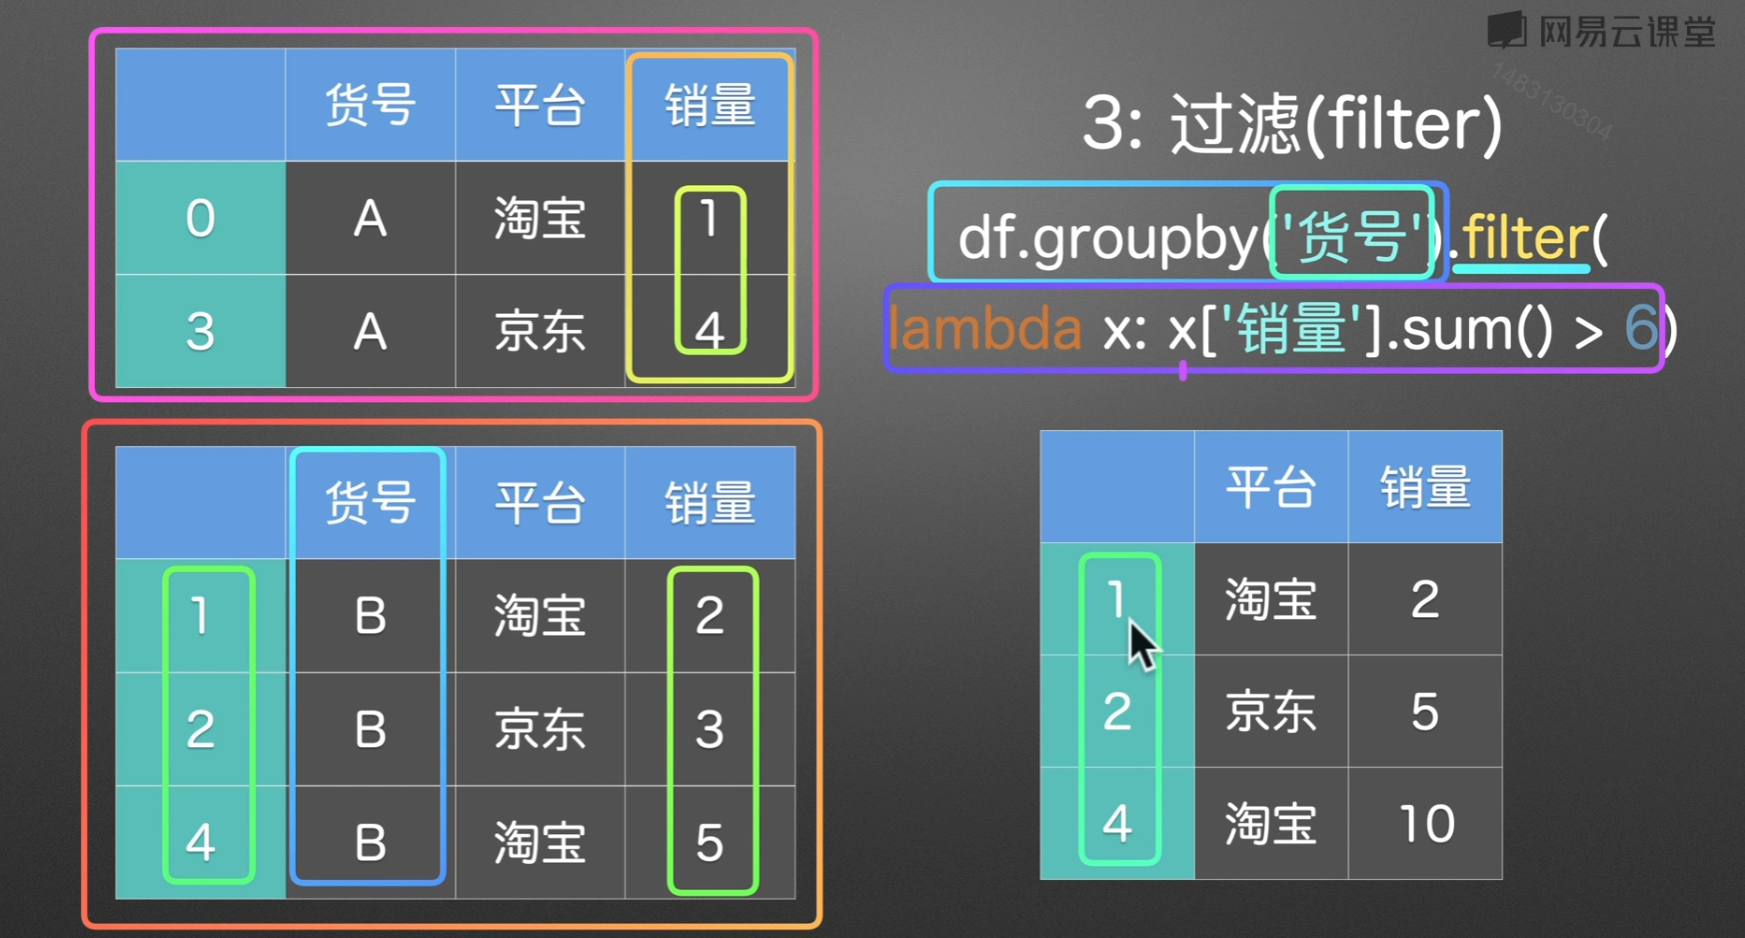 网易云课堂
1483130304
货号 平台 销量
0 A 淘宝 1
3 A 京东 4
3: 过滤(filter)
df.groupby('货号').filter(
lambda x: x['销量'].sum() > 6)
货号 平台 销量
1 B 淘宝 2
2 B 京东 3
4 B 淘宝 5
平台 销量
1 淘宝 2
2 京东 5
4 淘宝 10